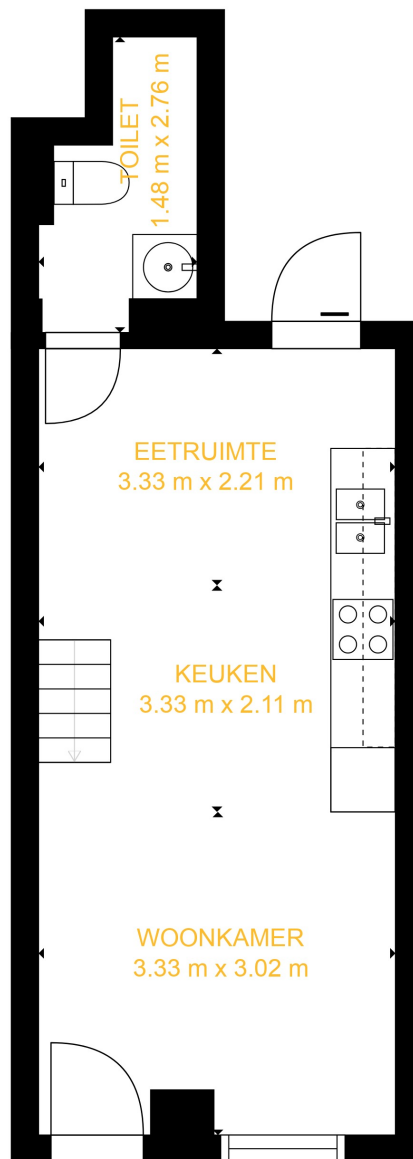 TOILET
1.48 m x 2.76 m
EETRUIMTE
3.33 m x 2.21 m
KEUKEN
3.33 m x 2.11 m
WOONKAMER
3.33 m x 3.02 m